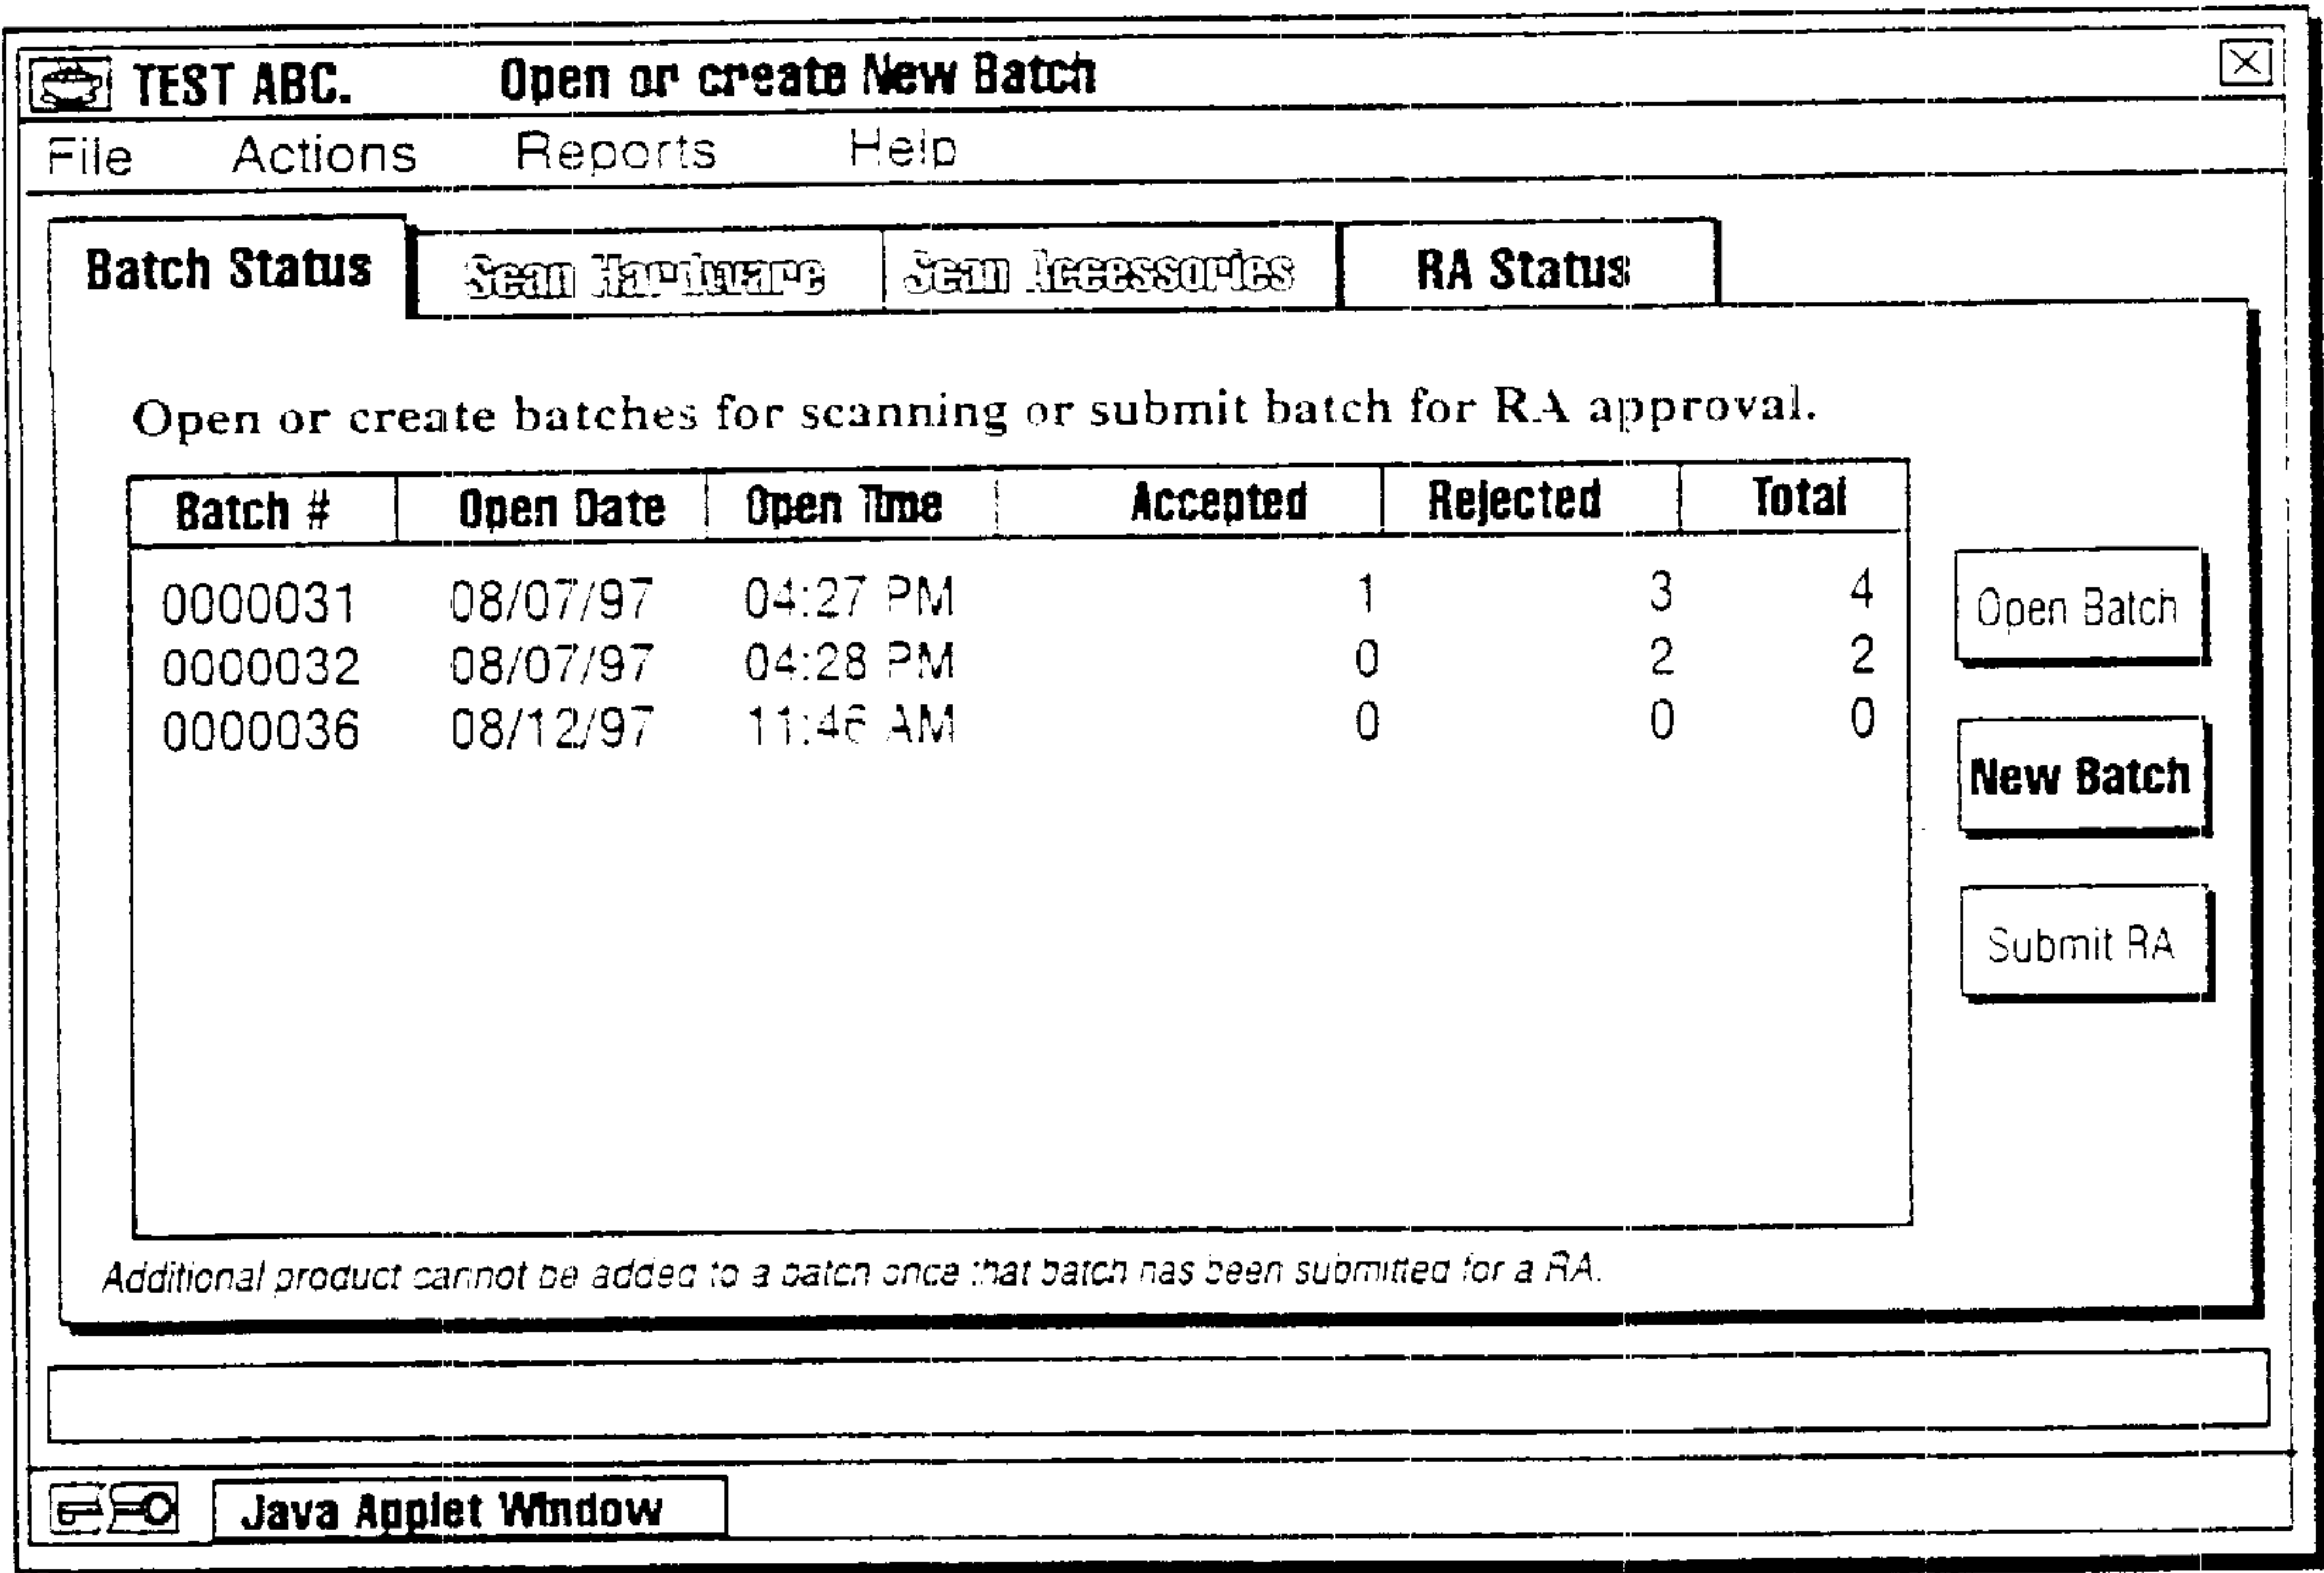 TEST ABC. Open or create New Batch
File Actions Reports Help
Batch Status Scan Hardware Scan Accessories RA Status
Open or create batches for scanning or submit batch for RA approval.
Batch # Open Date Open Time Accepted Rejected Total
0000031 08/07/97 04:27 PM 1 3 4
0000032 08/07/97 04:28 PM 0 2 2
0000036 08/12/97 11:46 AM 0 0 0
Open Batch
New Batch
Submit RA
Additional product cannot be added to a batch once that batch has been submitted for a RA.
Java Applet Window